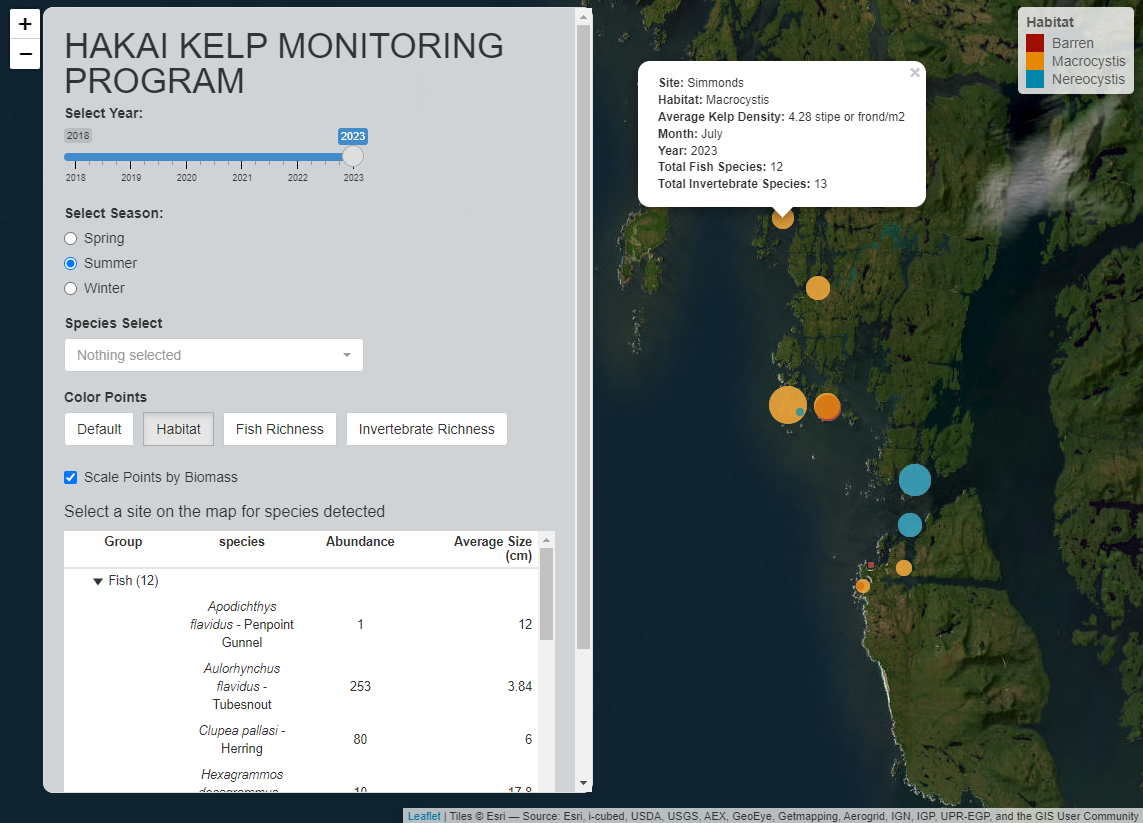 +
−
HAKAI KELP MONITORING
PROGRAM
Select Year:
2018
2023
2018 2019 2020 2021 2022 2023
Select Season:
Spring
Summer
Winter
Species Select
Nothing selected
Color Points
Default Habitat Fish Richness Invertebrate Richness
Scale Points by Biomass
Select a site on the map for species detected
Group species Abundance Average Size
(cm)
Fish (12)
Apodichthys
flavidus - Penpoint
Gunnel
1 12
Aulorhynchus
flavidus -
Tubesnout
253 3.84
Clupea pallasi -
Herring
80 6
Hexagrammos
decagrammus
10 17.8
×
Site: Simmonds
Habitat: Macrocystis
Average Kelp Density: 4.28 stipe or frond/m2
Month: July
Year: 2023
Total Fish Species: 12
Total Invertebrate Species: 13
Habitat
Barren
Macrocystis
Nereocystis
Leaflet | Tiles © Esri — Source: Esri, i-cubed, USDA, USGS, AEX, GeoEye, Getmapping, Aerogrid, IGN, IGP, UPR-EGP, and the GIS User Community